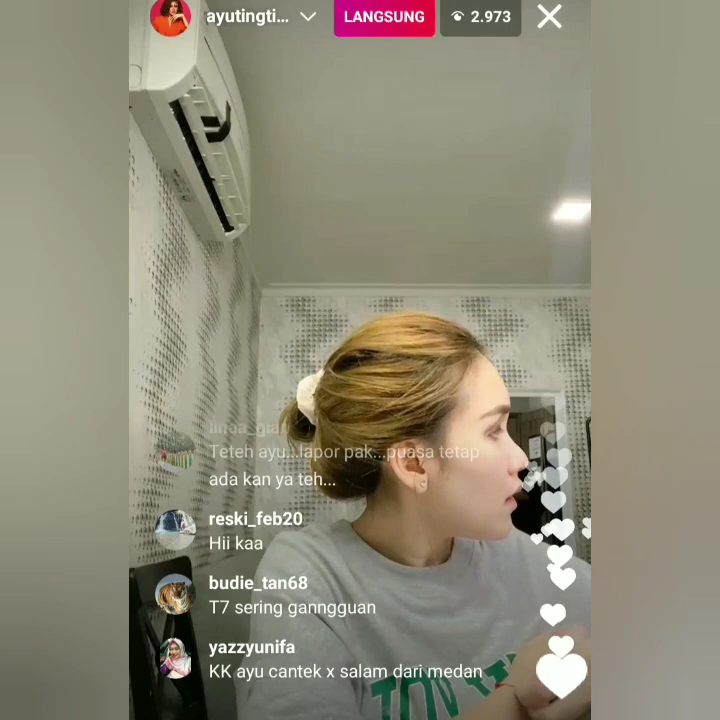 ayutingti...
LANGSUNG
2.973
Teteh ayu...lapor pak...puasa tetap
ada kan ya teh...
reski_feb20
Hii kaa
budie_tan68
T7 sering ganngguan
yazzyunifa
KK ayu cantek x salam dari medan